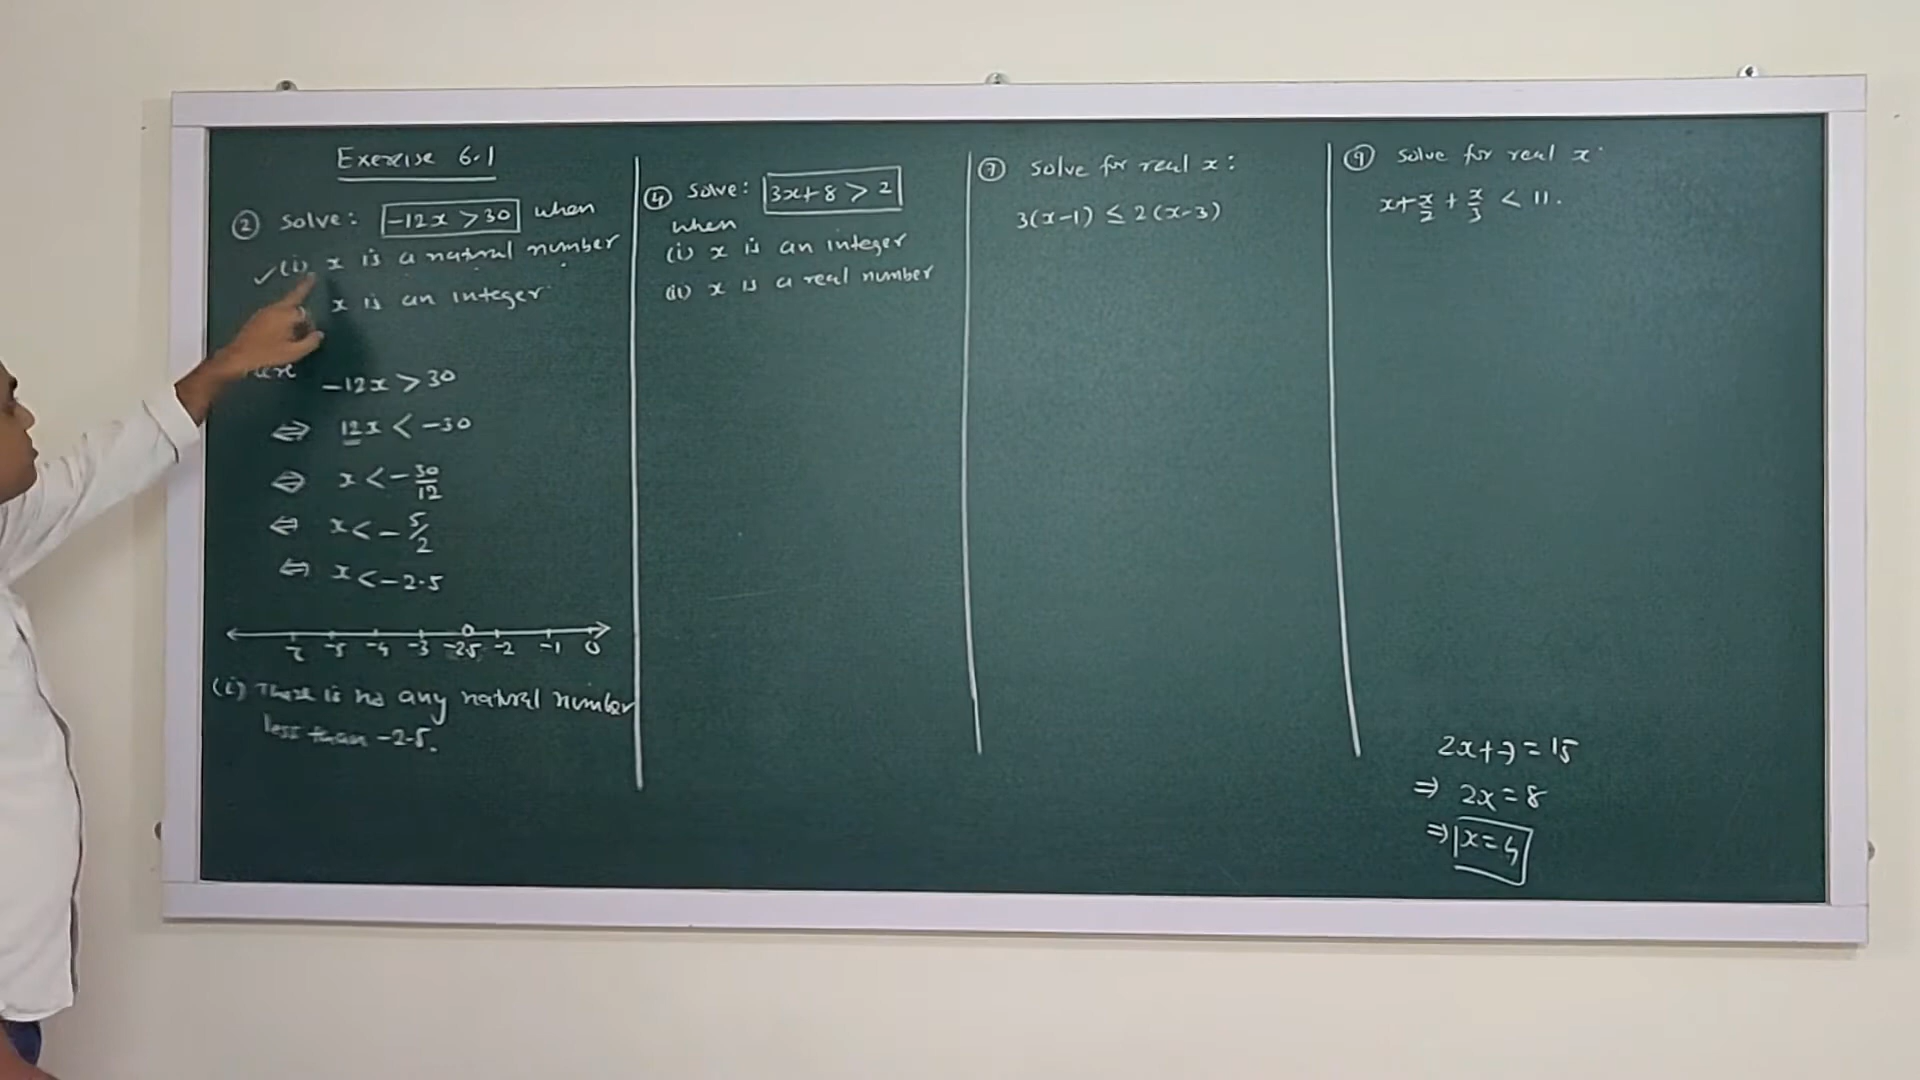 Exercise 6.1
② Solve: -12x > 30 when
✓ (i) x is a natural number
x is an integer
-12x > 30
⇔ 12x < -30
⇔ x < -30/12
⇔ x < -5/2
⇔ x < -2.5
-5 -4 -3 -2.5 -2 -1 0
(i) There is no any natural number
less than -2.5.
④ Solve: 3x+8 > 2
when
(i) x is an integer
(ii) x is a real number
⑦ Solve for real x:
3(x-1) ≤ 2(x-3)
⑨ Solve for real x.
x + x/2 + x/3 < 11.
2x+7=15
⇒ 2x=8
⇒ x=4